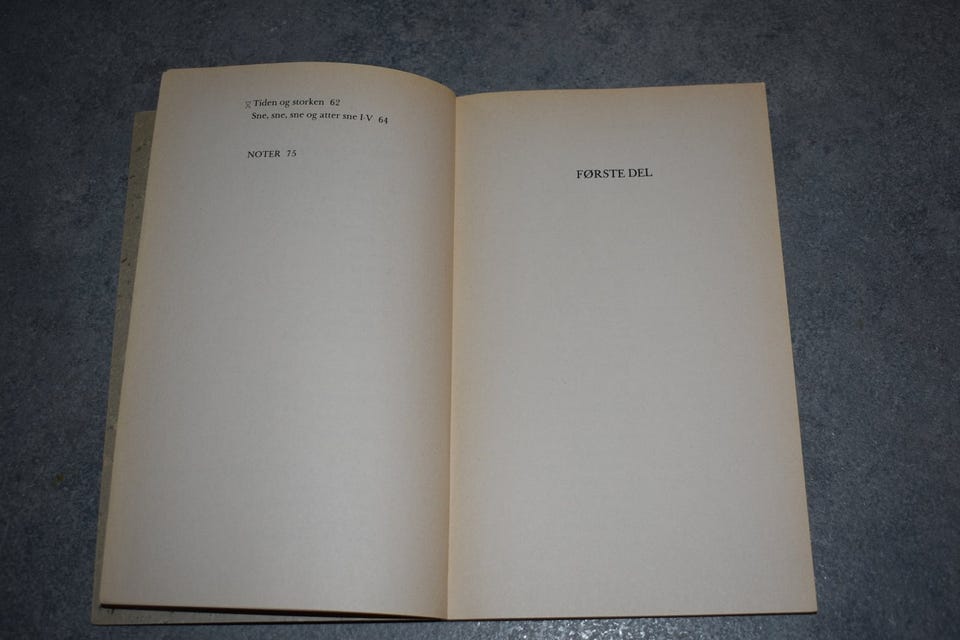 Tiden og storken 62
Sne, sne, sne og atter sne I-V 64
NOTER 75
FØRSTE DEL